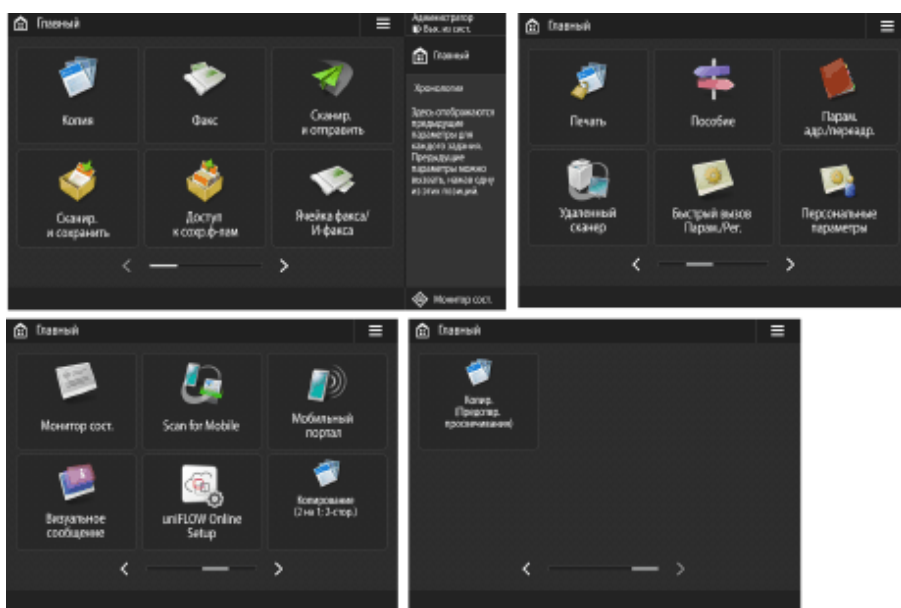 Главный
Администратор
Вых. из сист.
Главный
Хронология
Здесь отображаются
предыдущие
параметры для
каждого задания.
Предыдущие
параметры можно
вызвать, нажав одну
из этих позиций.
Копия
Факс
Сканир.
и отправить
Сканир.
и сохранить
Доступ
к сохр.ф-лам
Ячейка факса/
И-факса
Монитор сост.
Главный
Печать
Пособие
Парам.
адр./переадр.
Удаленный
сканер
Быстрый вызов
Парам./Рег.
Персональные
параметры
Главный
Монитор сост.
Scan for Mobile
Мобильный
портал
Визуальное
сообщение
uniFLOW Online
Setup
Копирование
(2 на 1: 2-стор.)
Главный
Копир.
(Предотвр.
просвечивания)